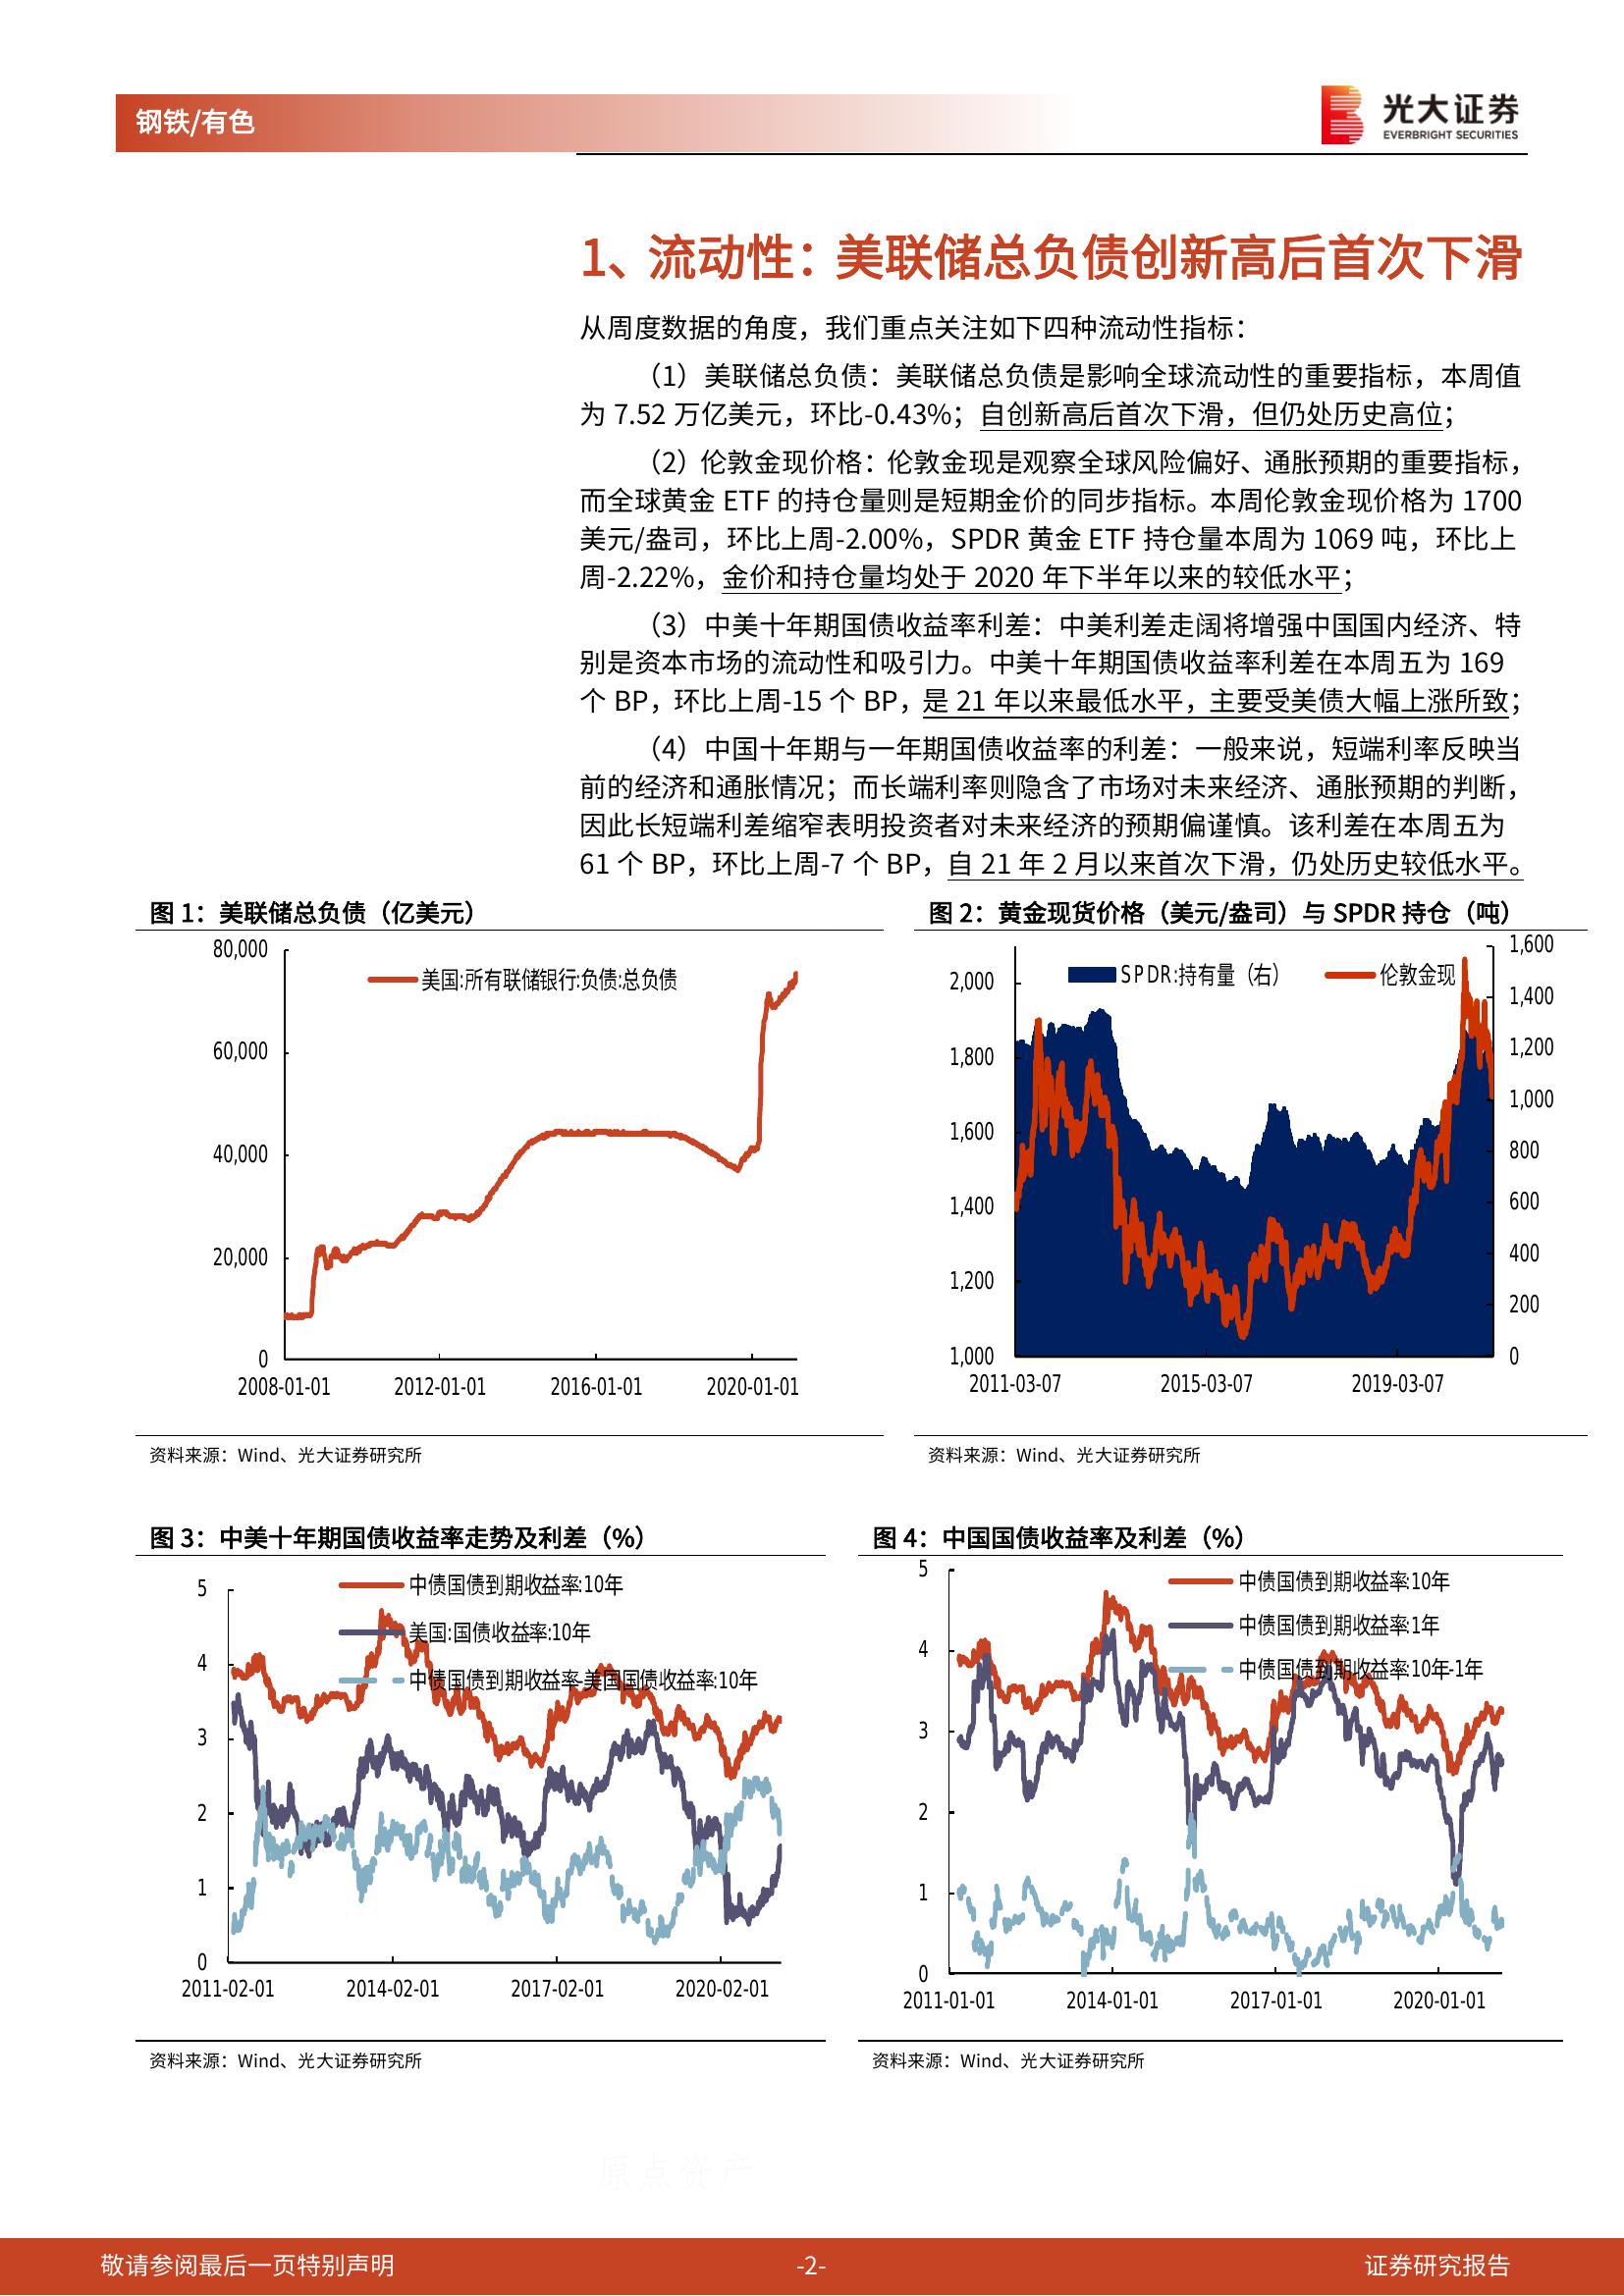 钢铁/有色
光大证券
EVERBRIGHT SECURITIES
1、流动性：美联储总负债创新高后首次下滑
从周度数据的角度，我们重点关注如下四种流动性指标：
（1）美联储总负债：美联储总负债是影响全球流动性的重要指标，本周值
为 7.52 万亿美元，环比-0.43%；自创新高后首次下滑，但仍处历史高位；
（2）伦敦金现价格：伦敦金现是观察全球风险偏好、通胀预期的重要指标，
而全球黄金 ETF 的持仓量则是短期金价的同步指标。本周伦敦金现价格为 1700
美元/盎司，环比上周-2.00%，SPDR 黄金 ETF 持仓量本周为 1069 吨，环比上
周-2.22%，金价和持仓量均处于 2020 年下半年以来的较低水平；
（3）中美十年期国债收益率利差：中美利差走阔将增强中国国内经济、特
别是资本市场的流动性和吸引力。中美十年期国债收益率利差在本周五为 169
个 BP，环比上周-15 个 BP，是 21 年以来最低水平，主要受美债大幅上涨所致；
（4）中国十年期与一年期国债收益率的利差：一般来说，短端利率反映当
前的经济和通胀情况；而长端利率则隐含了市场对未来经济、通胀预期的判断，
因此长短端利差缩窄表明投资者对未来经济的预期偏谨慎。该利差在本周五为
61 个 BP，环比上周-7 个 BP，自 21 年 2 月以来首次下滑，仍处历史较低水平。
图 1：美联储总负债（亿美元）
美国:所有联储银行:负债:总负债
80,000
60,000
40,000
20,000
0
2008-01-01 2012-01-01 2016-01-01 2020-01-01
资料来源：Wind、光大证券研究所
图 2：黄金现货价格（美元/盎司）与 SPDR 持仓（吨）
SPDR:持有量（右） 伦敦金现
2,000
1,800
1,600
1,400
1,200
1,000
1,600
1,400
1,200
1,000
800
600
400
200
0
2011-03-07 2015-03-07 2019-03-07
资料来源：Wind、光大证券研究所
图 3：中美十年期国债收益率走势及利差（%）
中债国债到期收益率:10年
美国:国债收益率:10年
中债国债到期收益率-美国国债收益率:10年
5
4
3
2
1
0
2011-02-01 2014-02-01 2017-02-01 2020-02-01
资料来源：Wind、光大证券研究所
图 4：中国国债收益率及利差（%）
中债国债到期收益率:10年
中债国债到期收益率:1年
中债国债到期收益率:10年-1年
5
4
3
2
1
0
2011-01-01 2014-01-01 2017-01-01 2020-01-01
资料来源：Wind、光大证券研究所
原点资产
敬请参阅最后一页特别声明 -2- 证券研究报告